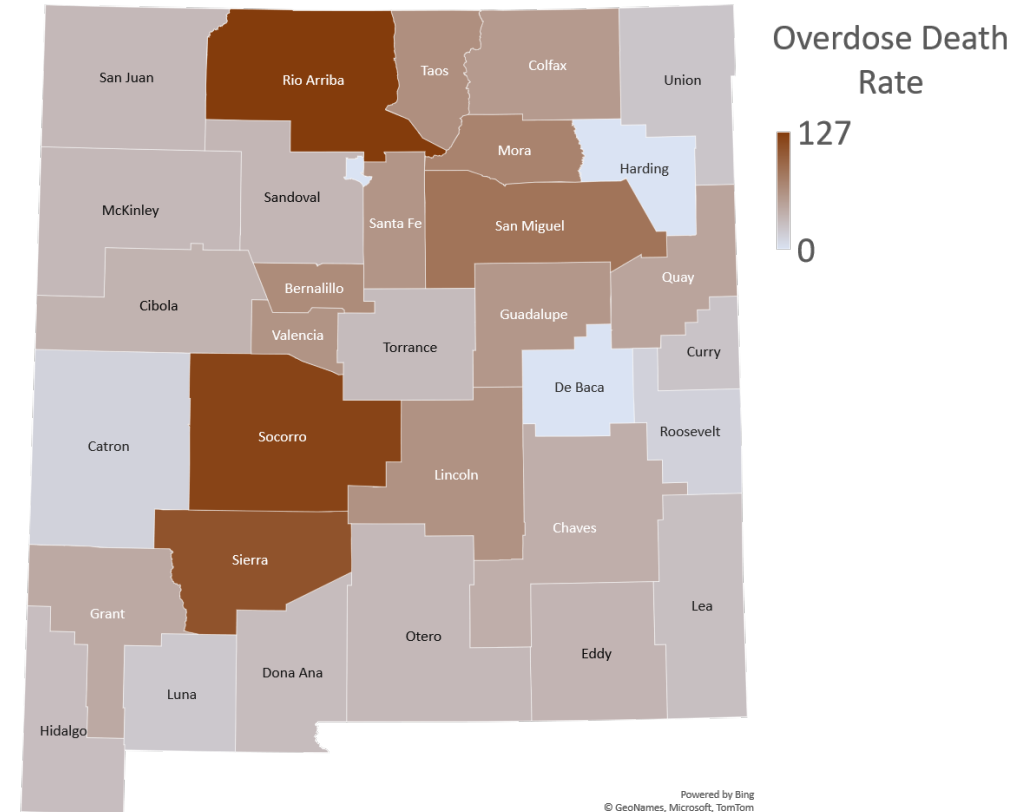 Overdose Death
Rate
127
0
San Juan
Rio Arriba
Taos
Colfax
Union
Mora
Harding
McKinley
Sandoval
Santa Fe
San Miguel
Quay
Cibola
Bernalillo
Guadalupe
Valencia
Torrance
Curry
De Baca
Catron
Socorro
Roosevelt
Lincoln
Chaves
Sierra
Grant
Lea
Otero
Eddy
Dona Ana
Luna
Hidalgo
Powered by Bing
© GeoNames, Microsoft, TomTom